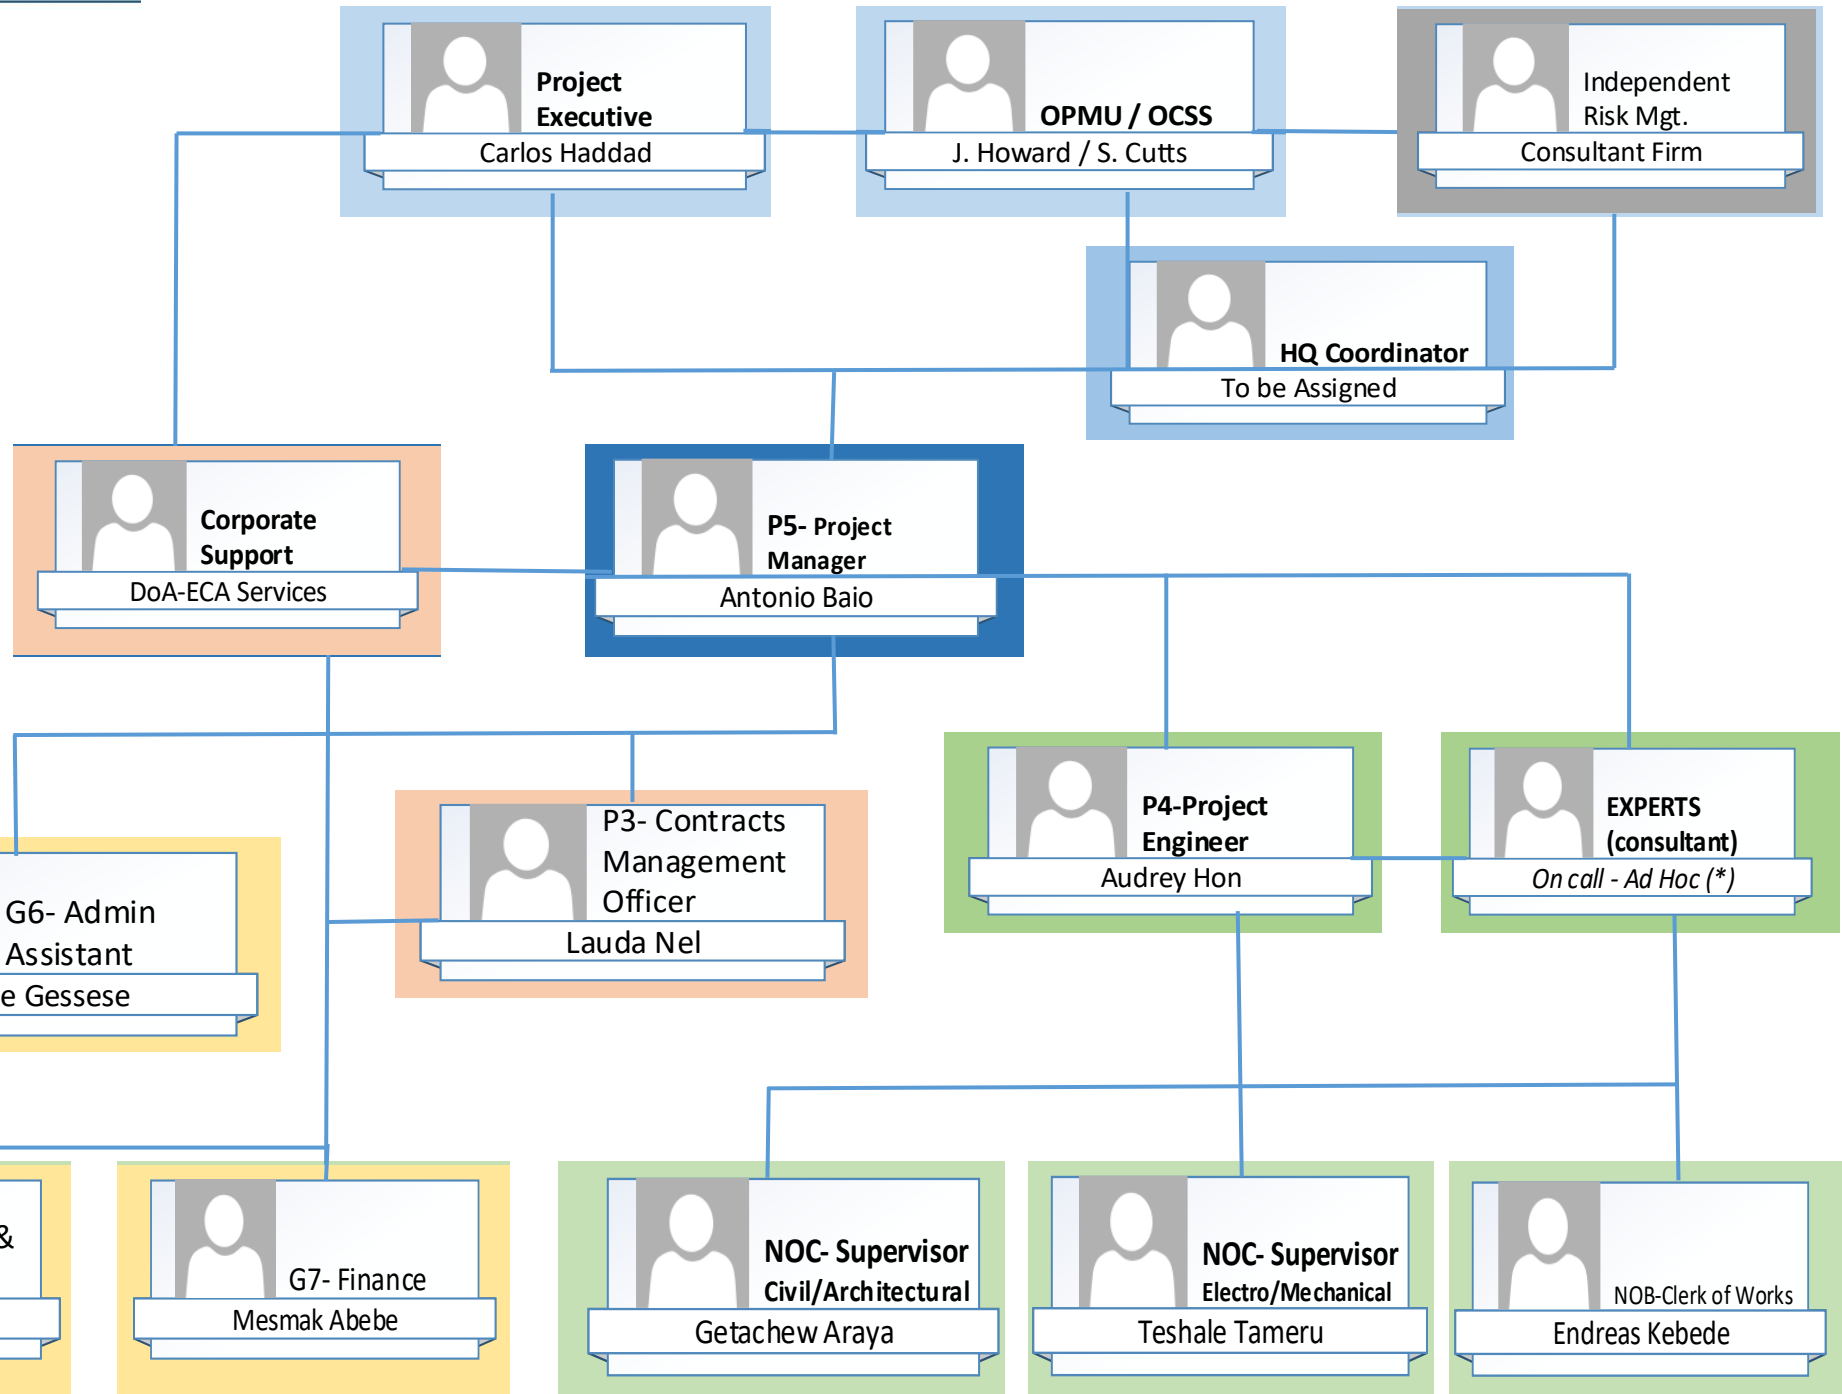 Project
Executive
Carlos Haddad
OPMU / OCSS
J. Howard / S. Cutts
Independent
Risk Mgt.
Consultant Firm
HQ Coordinator
To be Assigned
Corporate
Support
DoA-ECA Services
P5- Project
Manager
Antonio Baio
P3- Contracts
Management
Officer
Lauda Nel
P4-Project
Engineer
Audrey Hon
EXPERTS
(consultant)
On call - Ad Hoc (*)
G6- Admin
Assistant
e Gessese
&
G7- Finance
Mesmak Abebe
NOC- Supervisor
Civil/Architectural
Getachew Araya
NOC- Supervisor
Electro/Mechanical
Teshale Tameru
NOB-Clerk of Works
Endreas Kebede